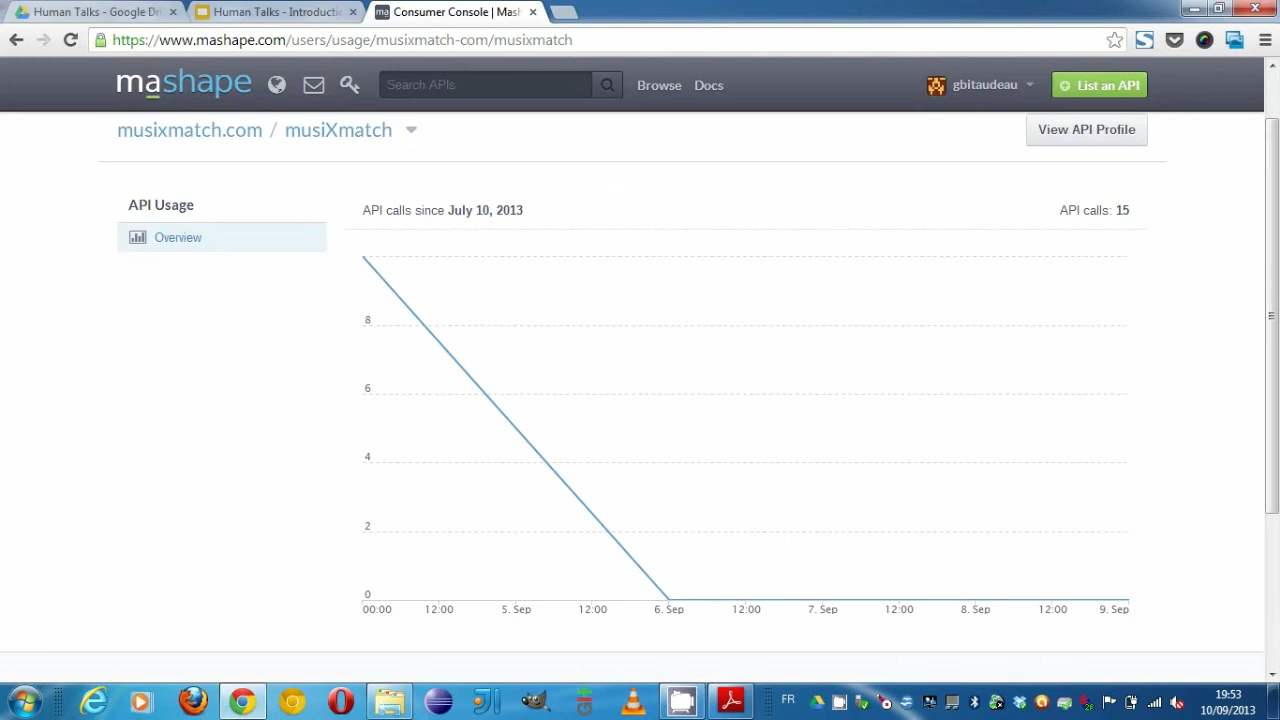 Human Talks - Google Dri
Human Talks - Introductio
Consumer Console | Mash
https://www.mashape.com/users/usage/musixmatch-com/musixmatch
mashape
Search APIs
Browse
Docs
gbitaudeau
List an API
musixmatch.com / musiXmatch
View API Profile
API Usage
Overview
API calls since July 10, 2013
API calls: 15
8
6
4
2
0
00:00 12:00 5. Sep 12:00 6. Sep 12:00 7. Sep 12:00 8. Sep 12:00 9. Sep
FR
19:53
10/09/2013